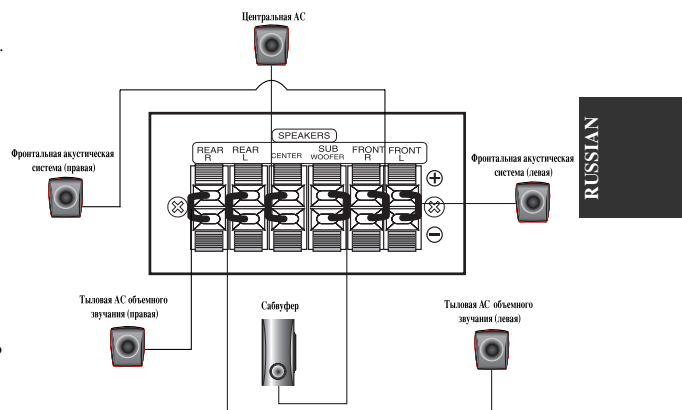 Центральная АС
SPEAKERS
REAR R
REAR L
CENTER
SUB WOOFER
FRONT R
FRONT L
Фронтальная акустическая
система (правая)
Фронтальная акустическая
система (левая)
RUSSIAN
Тыловая АС объемного
звучания (правая)
Сабвуфер
Тыловая АС объемного
звучания (левая)